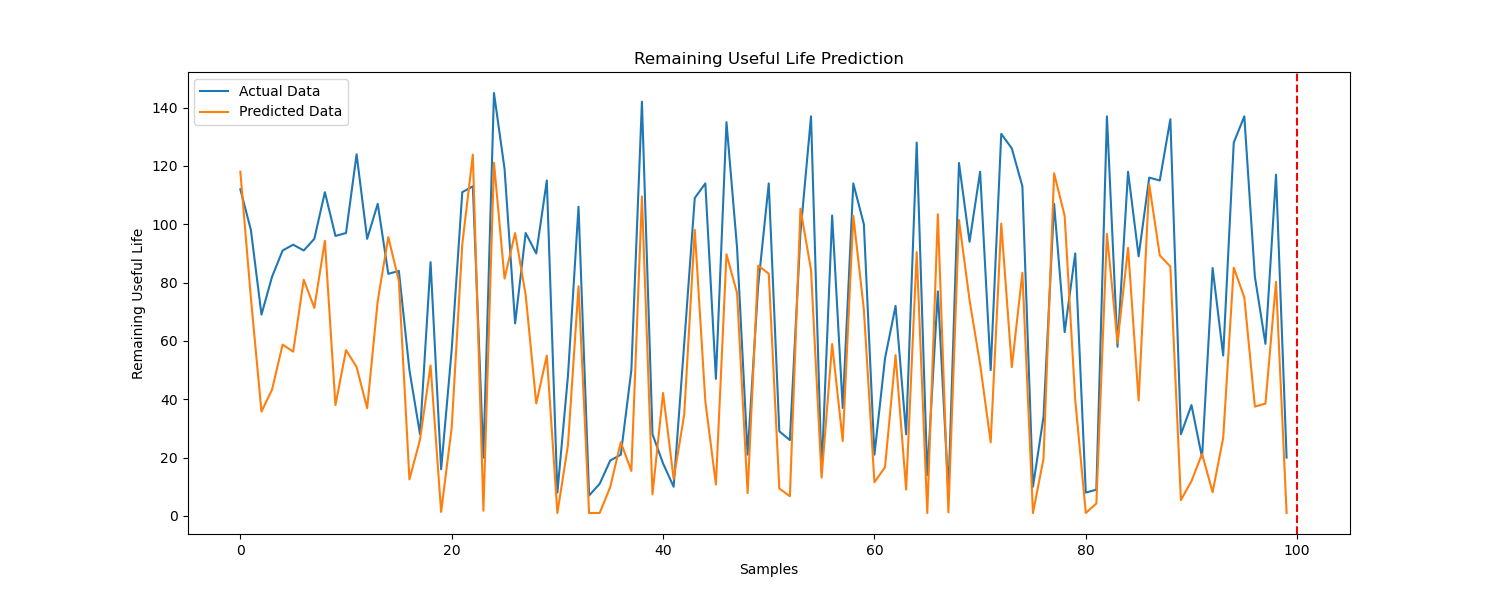 Remaining Useful Life Prediction
Actual Data
Predicted Data
Remaining Useful Life
140
120
100
80
60
40
20
0
0 20 40 60 80 100
Samples